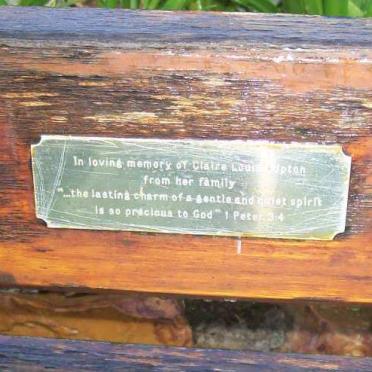 In loving memory of Claire Louise Upton
from her family
"...the lasting charm of a gentle and quiet spirit
is so precious to God" 1 Peter. 3:4